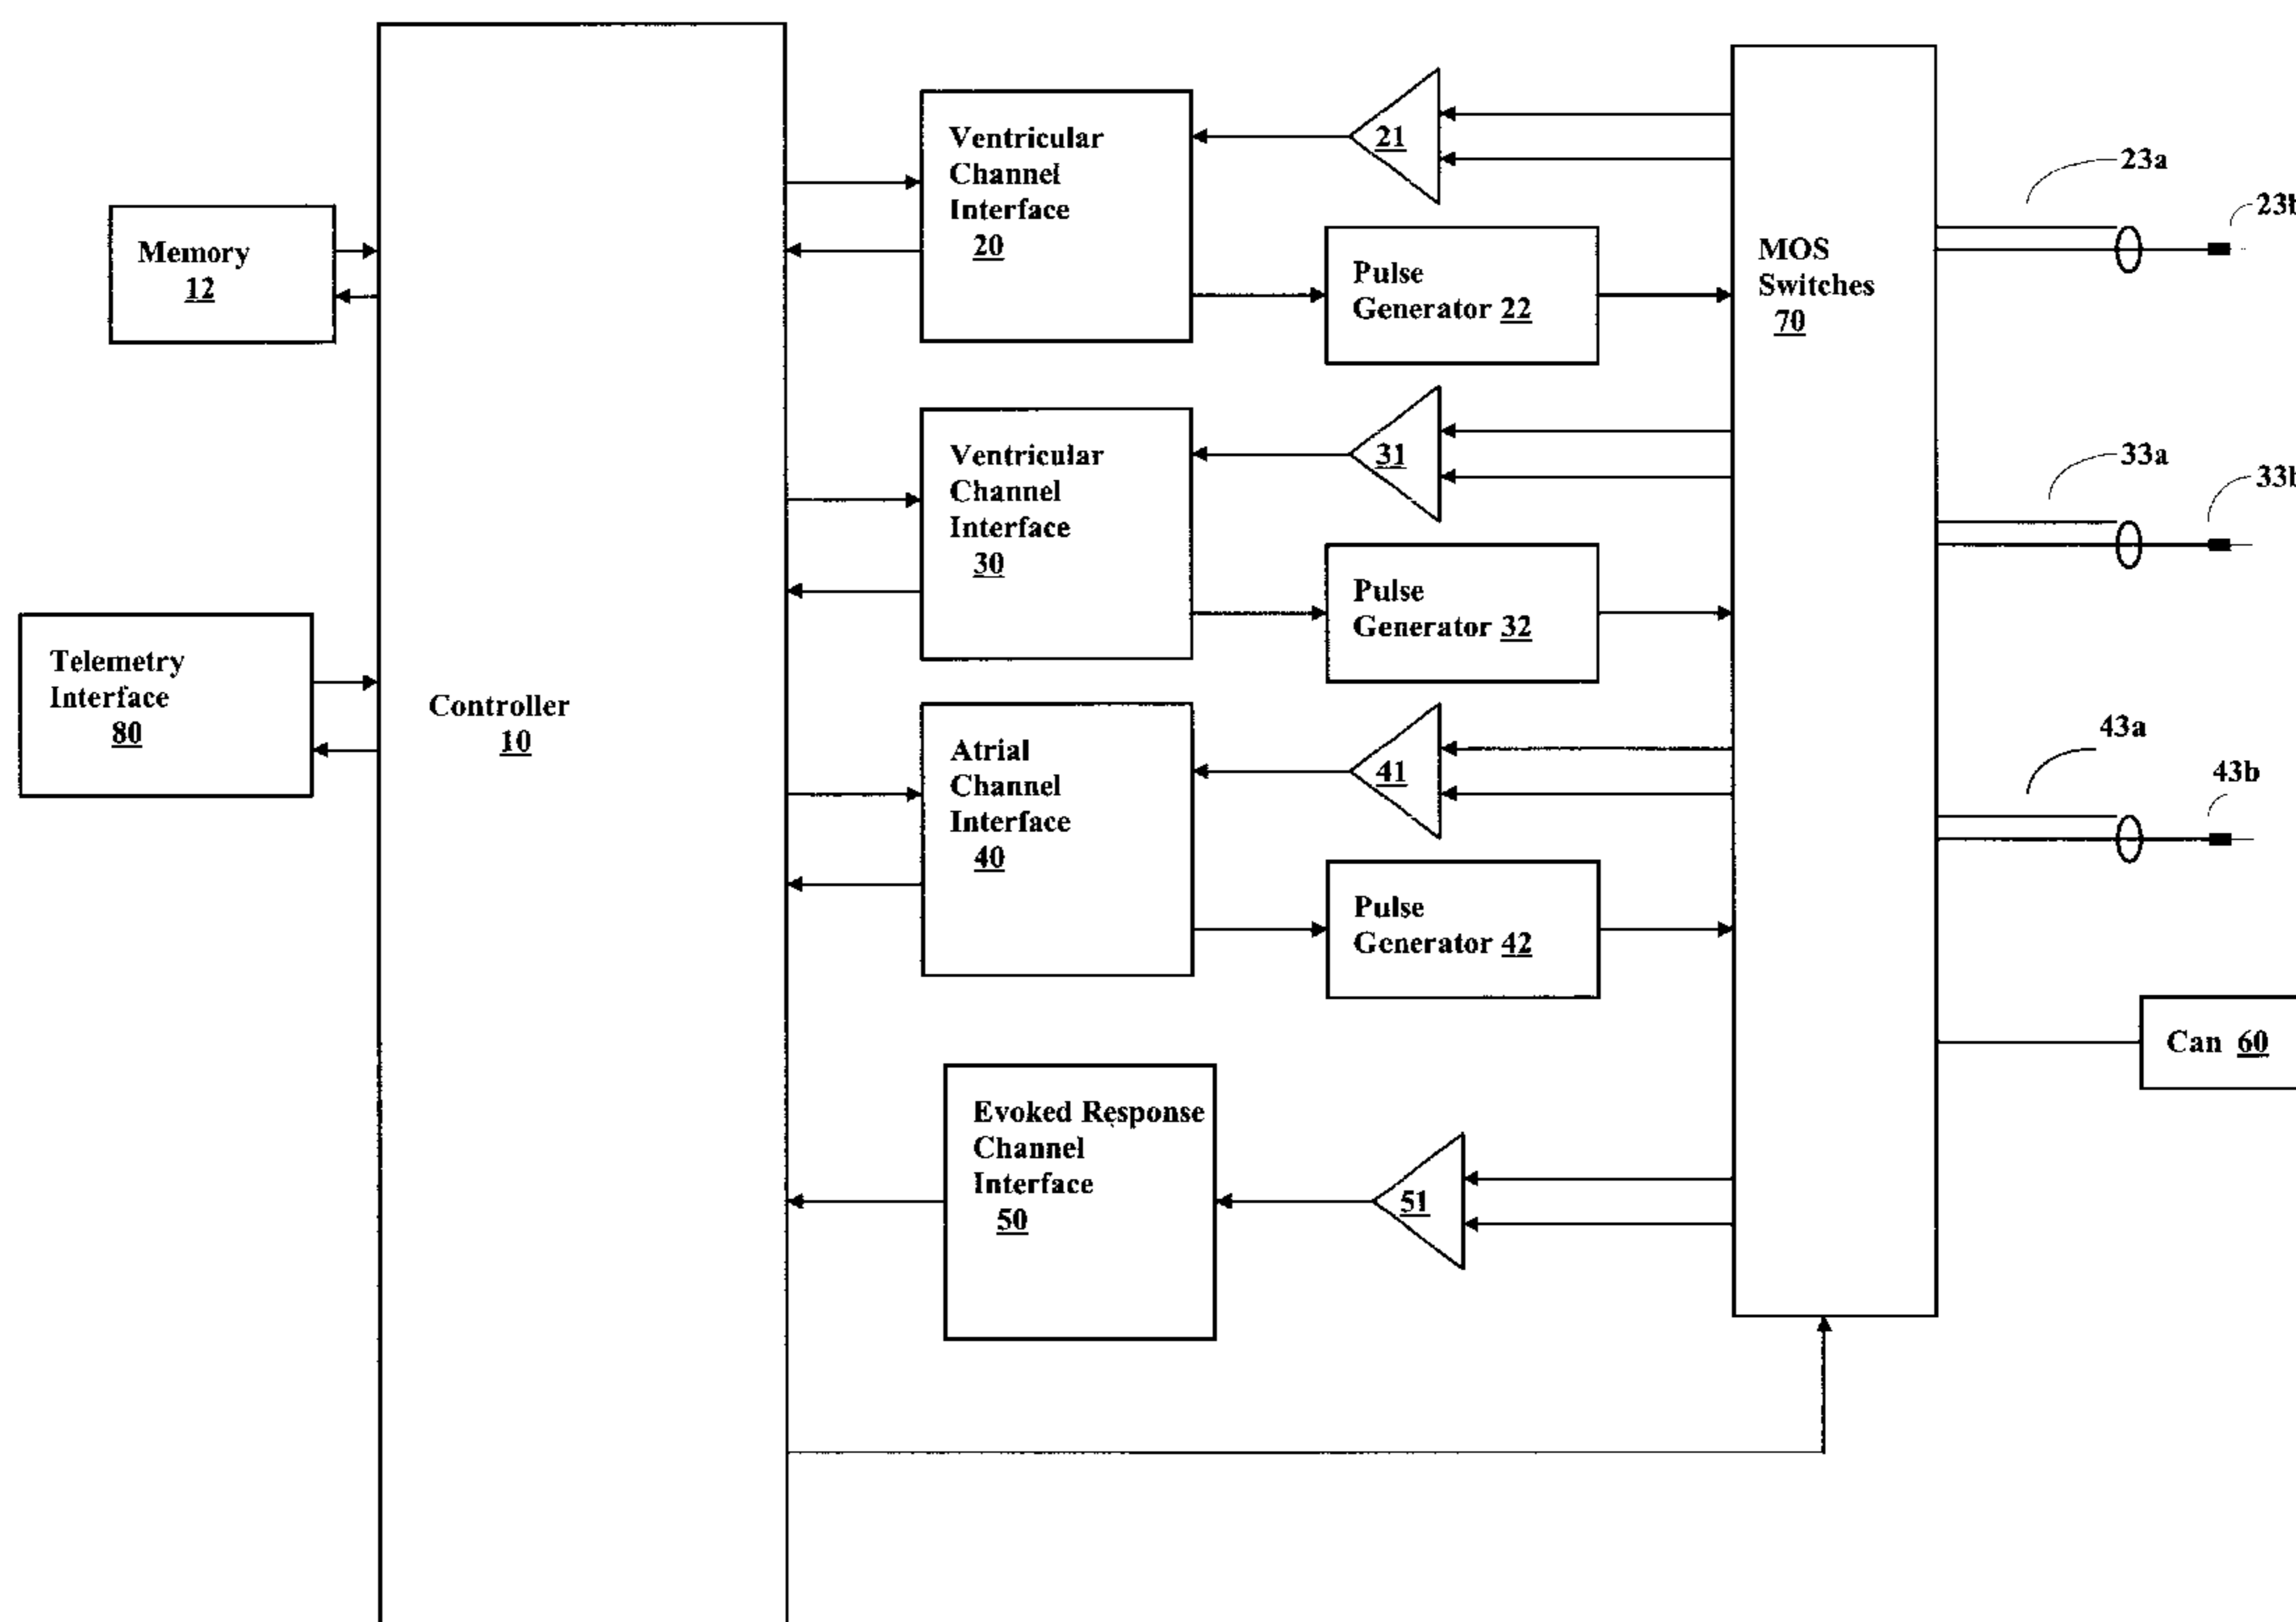 Memory
12
Telemetry
Interface
80
Controller
10
Ventricular
Channel
Interface
20
21
Pulse
Generator 22
Ventricular
Channel
Interface
30
31
Pulse
Generator 32
Atrial
Channel
Interface
40
41
Pulse
Generator 42
Evoked Response
Channel
Interface
50
51
MOS
Switches
70
23a
23b
33a
33b
43a
43b
Can 60